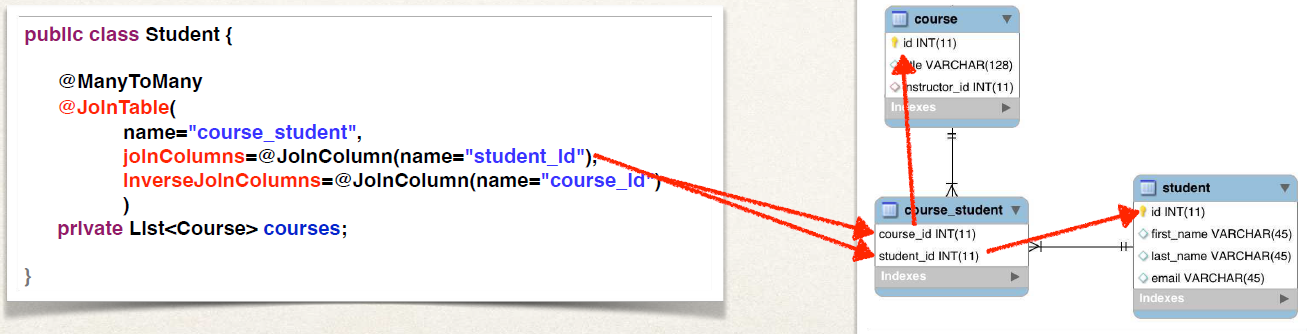 public class Student {
@ManyToMany
@JoinTable(
name="course_student",
joinColumns=@JoinColumn(name="student_id"),
inverseJoinColumns=@JoinColumn(name="course_id")
)
private List<Course> courses;
}
course
id INT(11)
VARCHAR(128)
instructor_id INT(11)
Indexes
course_student
course_id INT(11)
student_id INT(11)
Indexes
student
id INT(11)
first_name VARCHAR(45)
last_name VARCHAR(45)
email VARCHAR(45)
Indexes